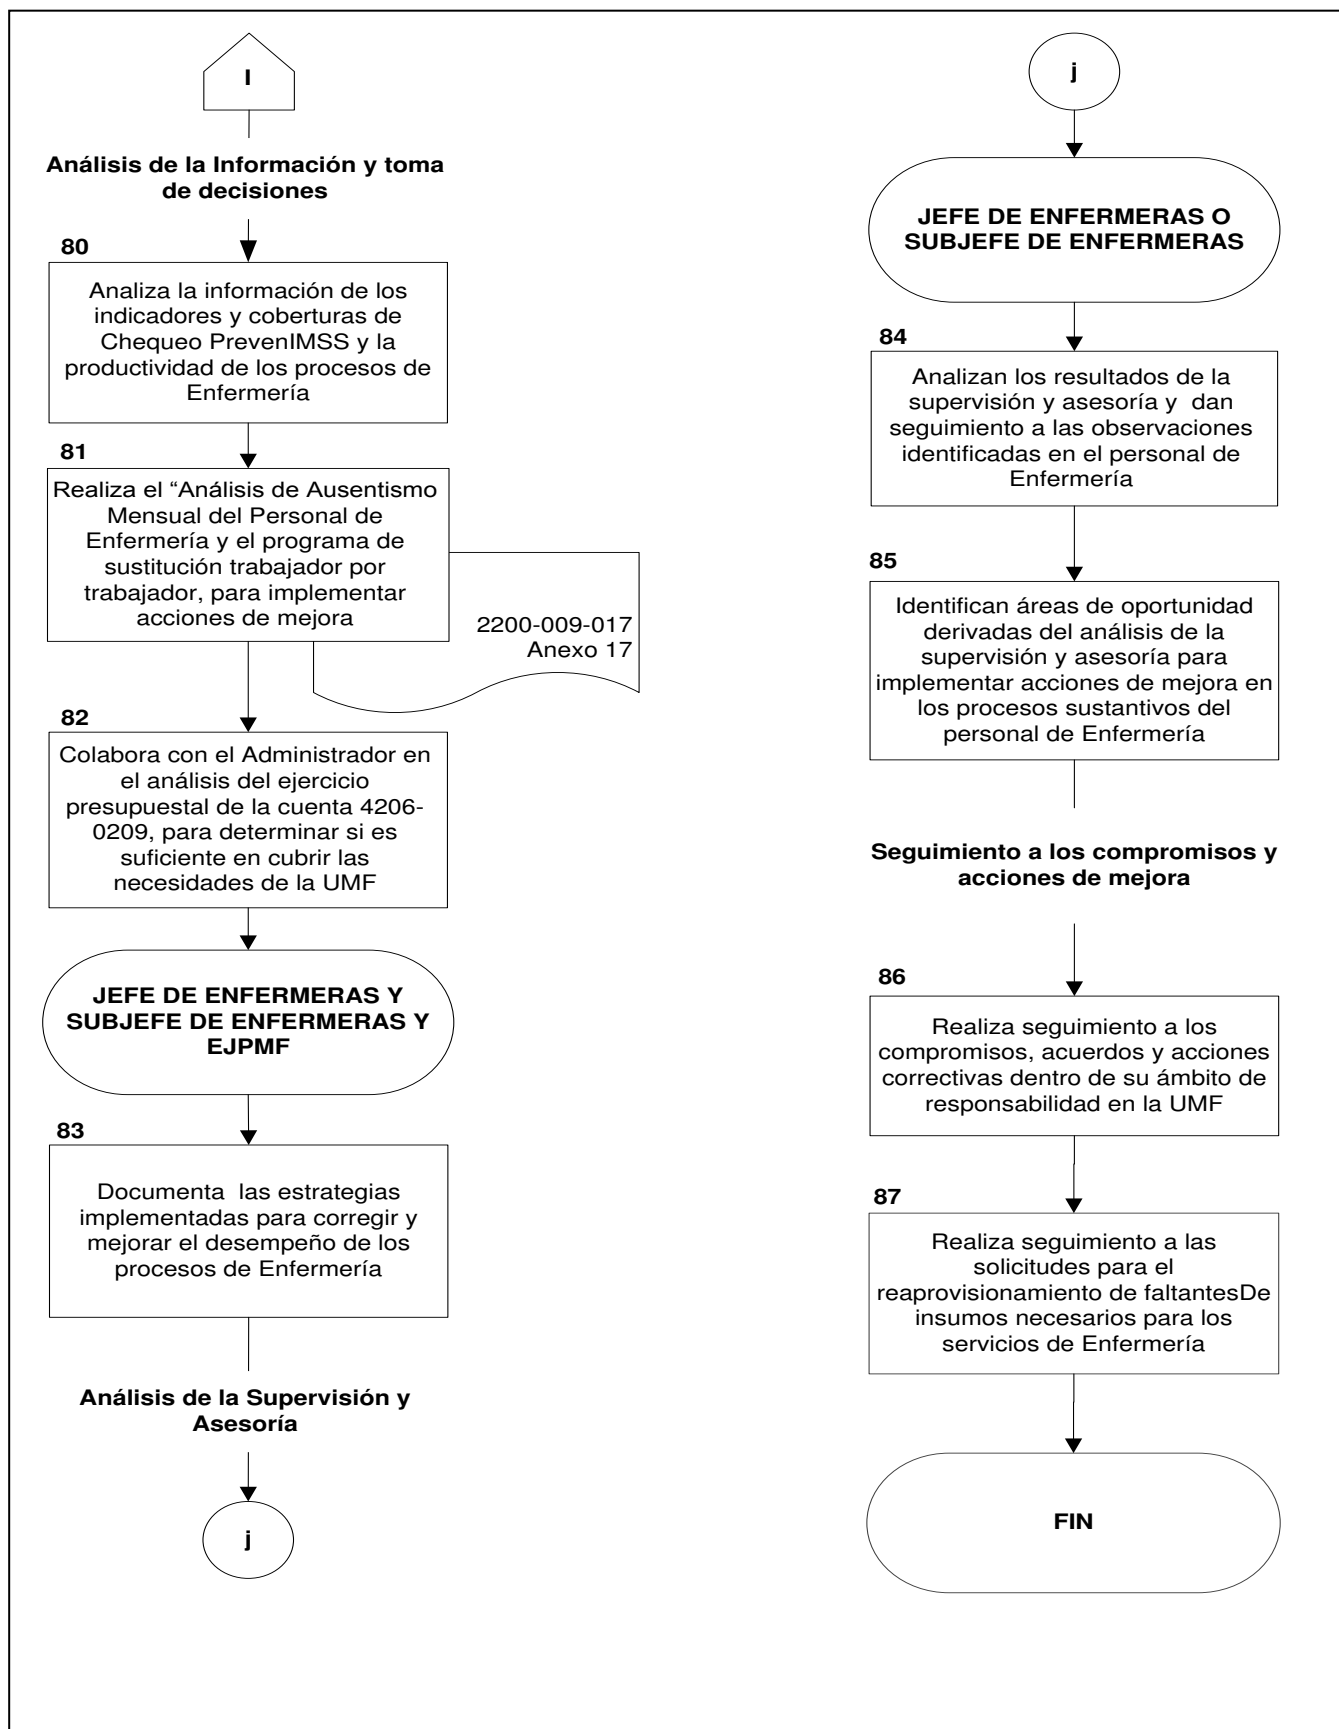 I
Análisis de la Información y toma
de decisiones
80
Analiza la información de los
indicadores y coberturas de
Chequeo PrevenIMSS y la
productividad de los procesos de
Enfermería
81
Realiza el “Análisis de Ausentismo
Mensual del Personal de
Enfermería y el programa de
sustitución trabajador por
trabajador, para implementar
acciones de mejora
2200-009-017
Anexo 17
82
Colabora con el Administrador en
el análisis del ejercicio
presupuestal de la cuenta 4206-
0209, para determinar si es
suficiente en cubrir las
necesidades de la UMF
JEFE DE ENFERMERAS Y
SUBJEFE DE ENFERMERAS Y
EJPMF
83
Documenta las estrategias
implementadas para corregir y
mejorar el desempeño de los
procesos de Enfermería
Análisis de la Supervisión y
Asesoría
j
j
JEFE DE ENFERMERAS O
SUBJEFE DE ENFERMERAS
84
Analizan los resultados de la
supervisión y asesoría y dan
seguimiento a las observaciones
identificadas en el personal de
Enfermería
85
Identifican áreas de oportunidad
derivadas del análisis de la
supervisión y asesoría para
implementar acciones de mejora en
los procesos sustantivos del
personal de Enfermería
Seguimiento a los compromisos y
acciones de mejora
86
Realiza seguimiento a los
compromisos, acuerdos y acciones
correctivas dentro de su ámbito de
responsabilidad en la UMF
87
Realiza seguimiento a las
solicitudes para el
reaprovisionamiento de faltantesDe
insumos necesarios para los
servicios de Enfermería
FIN